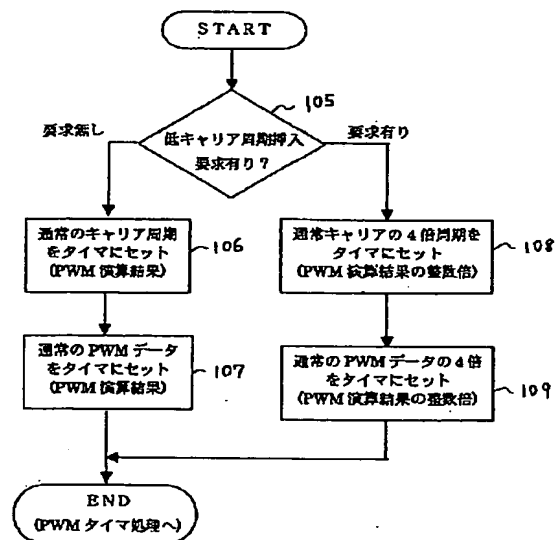 START
105
低キャリア周期挿入
要求有り？
要求無し
要求有り
通常のキャリア周期
をタイマにセット
(PWM 演算結果)
106
通常キャリアの４倍周期を
タイマにセット
(PWM 演算結果の整数倍)
108
通常の PWM データ
をタイマにセット
(PWM 演算結果)
107
通常の PWM データの４倍
をタイマにセット
(PWM 演算結果の整数倍)
109
END
(PWM タイマ処理へ)